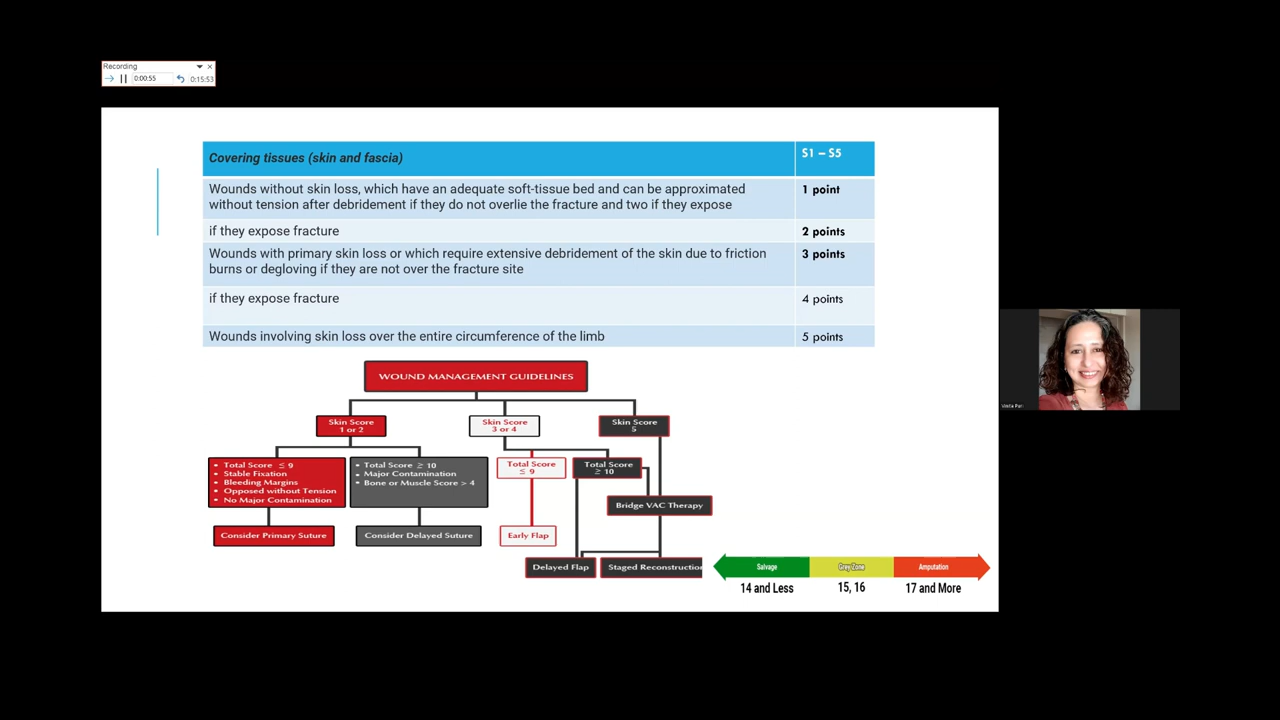 Recording
0:00:55
0:15:53
Covering tissues (skin and fascia)
S1 – S5
Wounds without skin loss, which have an adequate soft-tissue bed and can be approximated
without tension after debridement if they do not overlie the fracture and two if they expose
1 point
if they expose fracture
2 points
Wounds with primary skin loss or which require extensive debridement of the skin due to friction
burns or degloving if they are not over the fracture site
3 points
if they expose fracture
4 points
Wounds involving skin loss over the entire circumference of the limb
5 points
WOUND MANAGEMENT GUIDELINES
Skin Score
1 or 2
Skin Score
3 or 4
Skin Score
5
• Total Score ≤ 9
• Stable Fixation
• Bleeding Margins
• Opposed without Tension
• No Major Contamination
• Total Score ≥ 10
• Major Contamination
• Bone or Muscle Score > 4
Total Score
≤ 9
Total Score
≥ 10
Bridge VAC Therapy
Consider Primary Suture
Consider Delayed Suture
Early Flap
Delayed Flap
Staged Reconstruction
Salvage
Grey Zone
Amputation
14 and Less
15, 16
17 and More